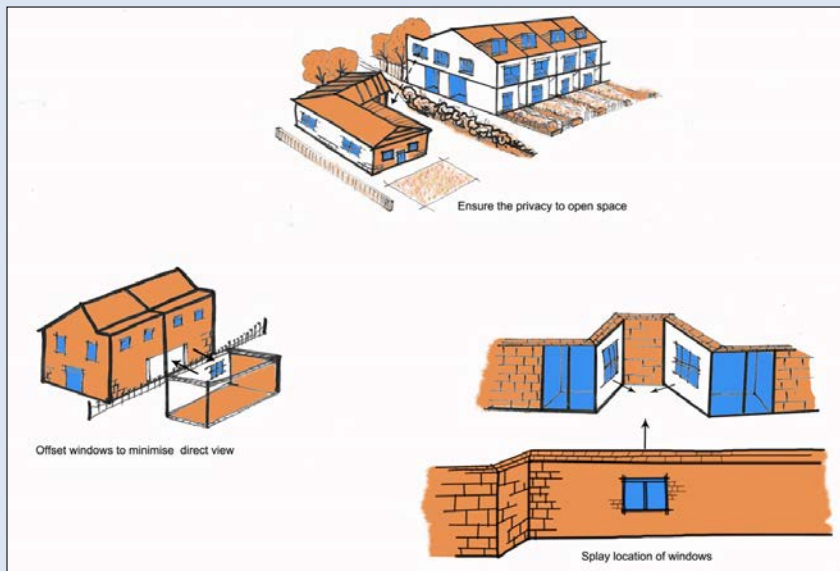 Ensure the privacy to open space
Offset windows to minimise direct view
Splay location of windows